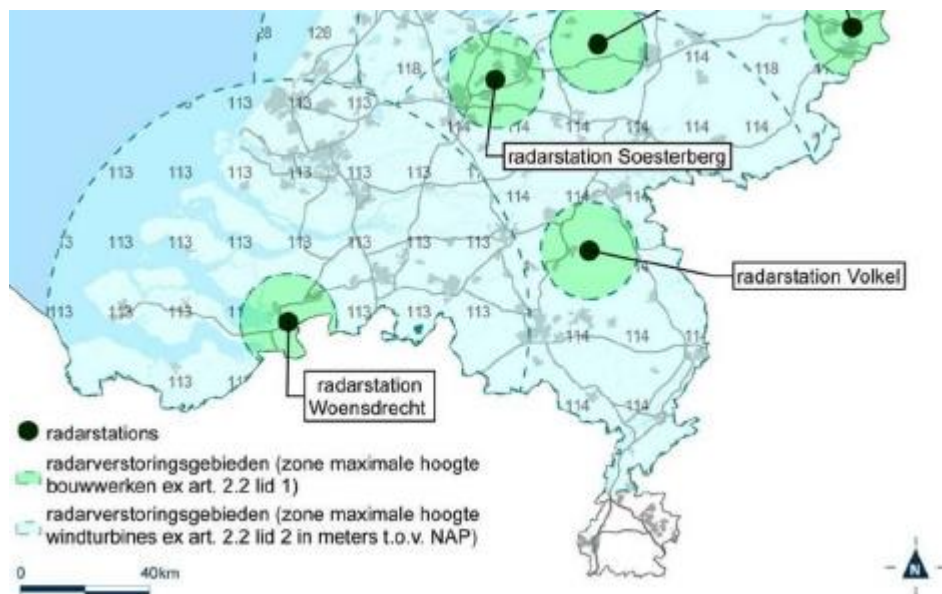 28 128
118 114 118
113 113 113 113
114 114 114 114 114 114
radarstation Soesterberg
113 113 113 113 113 113
114 114
113 113 113 113 113 113 113
radarstation Volkel
113 113 113 113 113 113
114 114
113
radarstation
Woensdrecht
114 114
radarstations
radarverstoringsgebieden (zone maximale hoogte
bouwwerken ex art. 2.2 lid 1)
radarverstoringsgebieden (zone maximale hoogte
windturbines ex art. 2.2 lid 2 in meters t.o.v. NAP)
0 40km
N